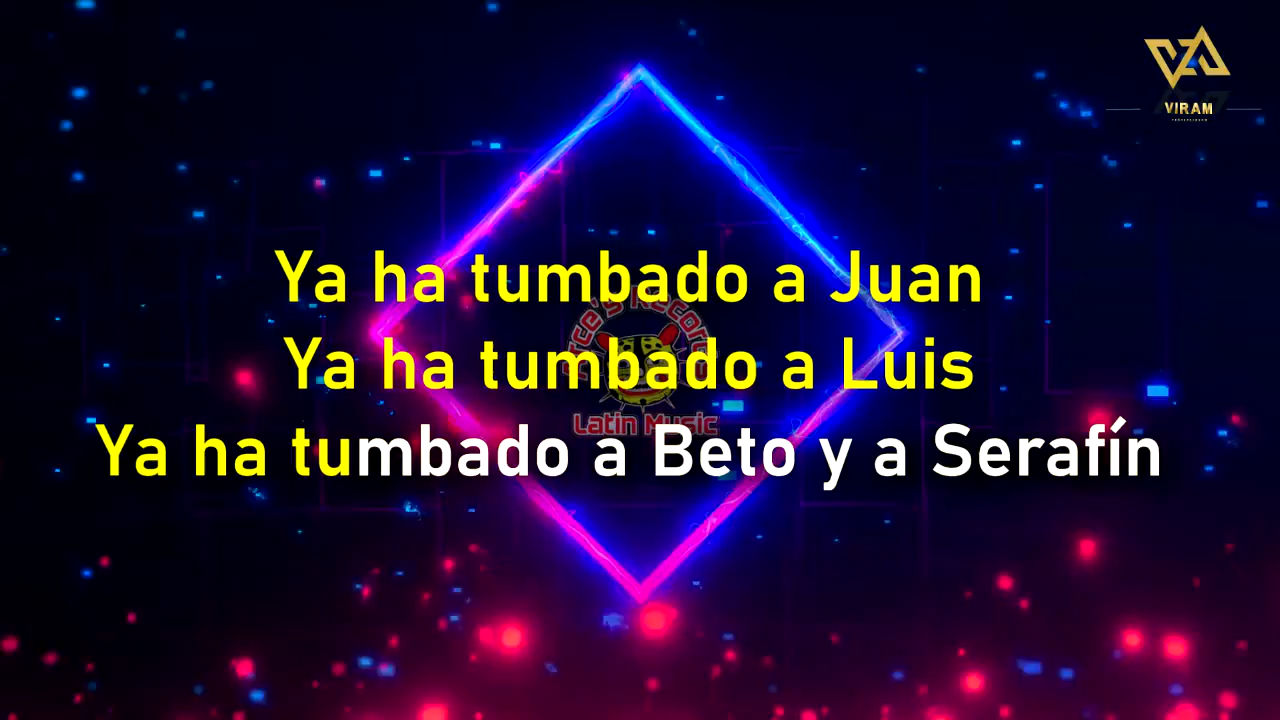 VIRAM
Ya ha tumbado a Juan
Ya ha tumbado a Luis
Ya ha tumbado a Beto y a Serafín
Latin Music